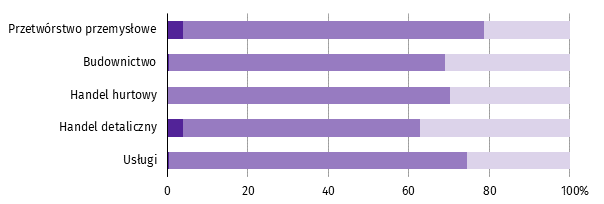 Przetwórstwo przemysłowe
Budownictwo
Handel hurtowy
Handel detaliczny
Usługi
0 20 40 60 80 100%